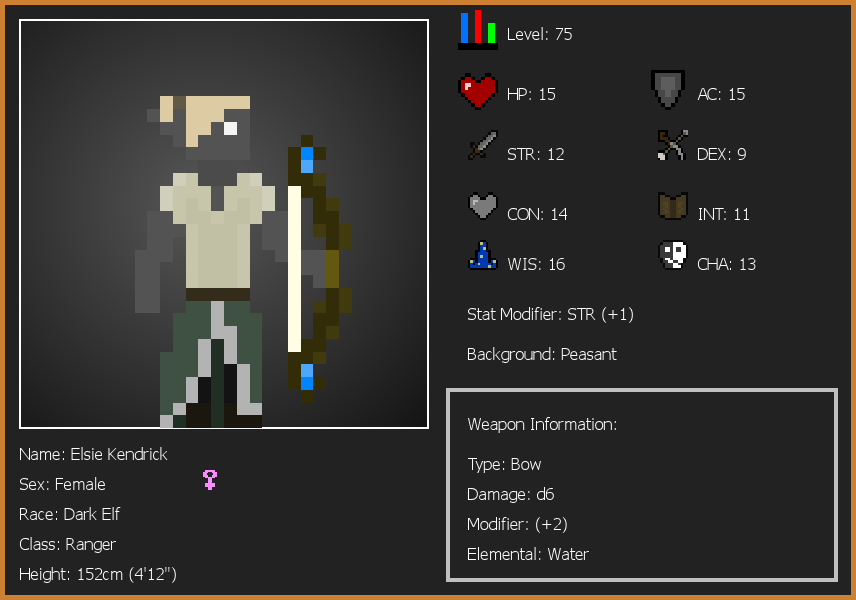 Level: 75
HP: 15
AC: 15
STR: 12
DEX: 9
CON: 14
INT: 11
WIS: 16
CHA: 13
Stat Modifier: STR (+1)
Background: Peasant
Weapon Information:
Type: Bow
Damage: d6
Modifier: (+2)
Elemental: Water
Name: Elsie Kendrick
Sex: Female
Race: Dark Elf
Class: Ranger
Height: 152cm (4'12")